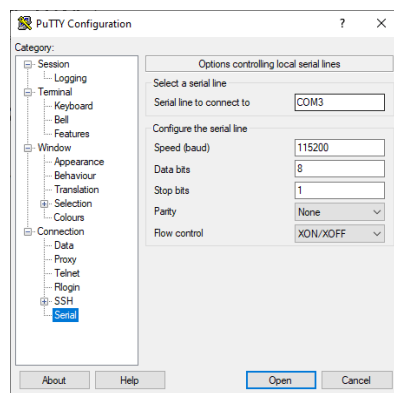 PuTTY Configuration ? ×
Category:
Session
Logging
Terminal
Keyboard
Bell
Features
Window
Appearance
Behaviour
Translation
Selection
Colours
Connection
Data
Proxy
Telnet
Rlogin
SSH
Serial
Options controlling local serial lines
Select a serial line
Serial line to connect to COM3
Configure the serial line
Speed (baud) 115200
Data bits 8
Stop bits 1
Parity None
Flow control XON/XOFF
About Help Open Cancel